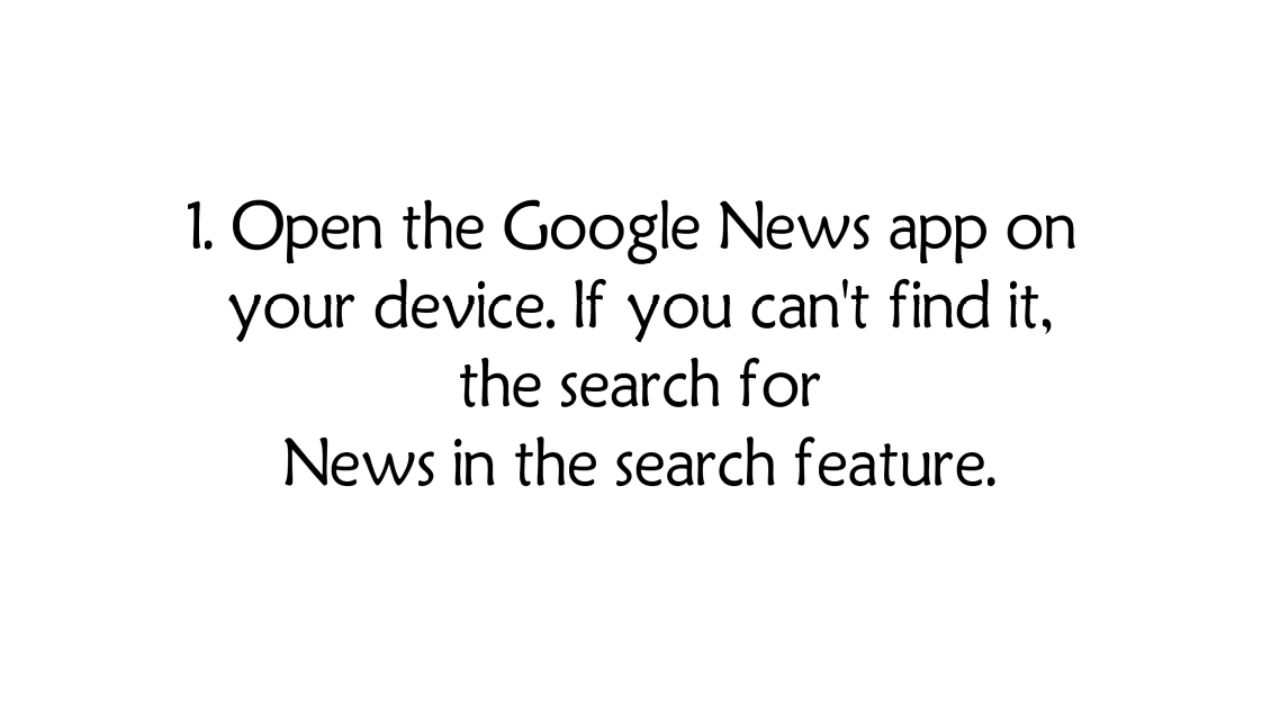 1. Open the Google News app on
your device. If you can't find it,
the search for
News in the search feature.